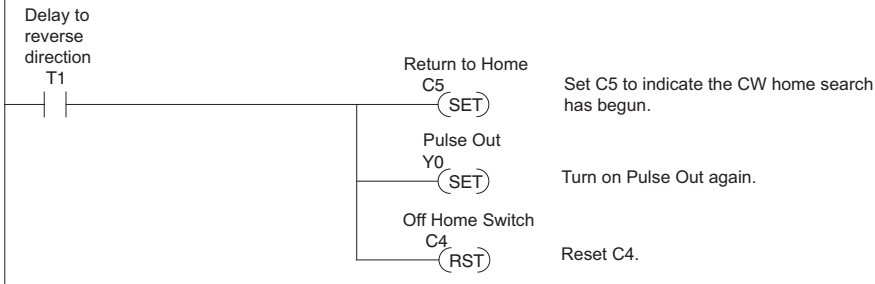 Delay to
reverse
direction
T1
Return to Home
C5
SET
Set C5 to indicate the CW home search
has begun.
Pulse Out
Y0
SET
Turn on Pulse Out again.
Off Home Switch
C4
RST
Reset C4.